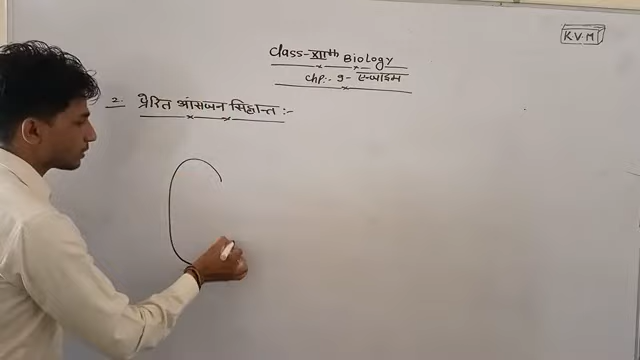 Class-XIIth Biology
Chp:- 9- एन्जाइम
K.V.M
2. प्रेरित आसंजन सिद्धान्त :-